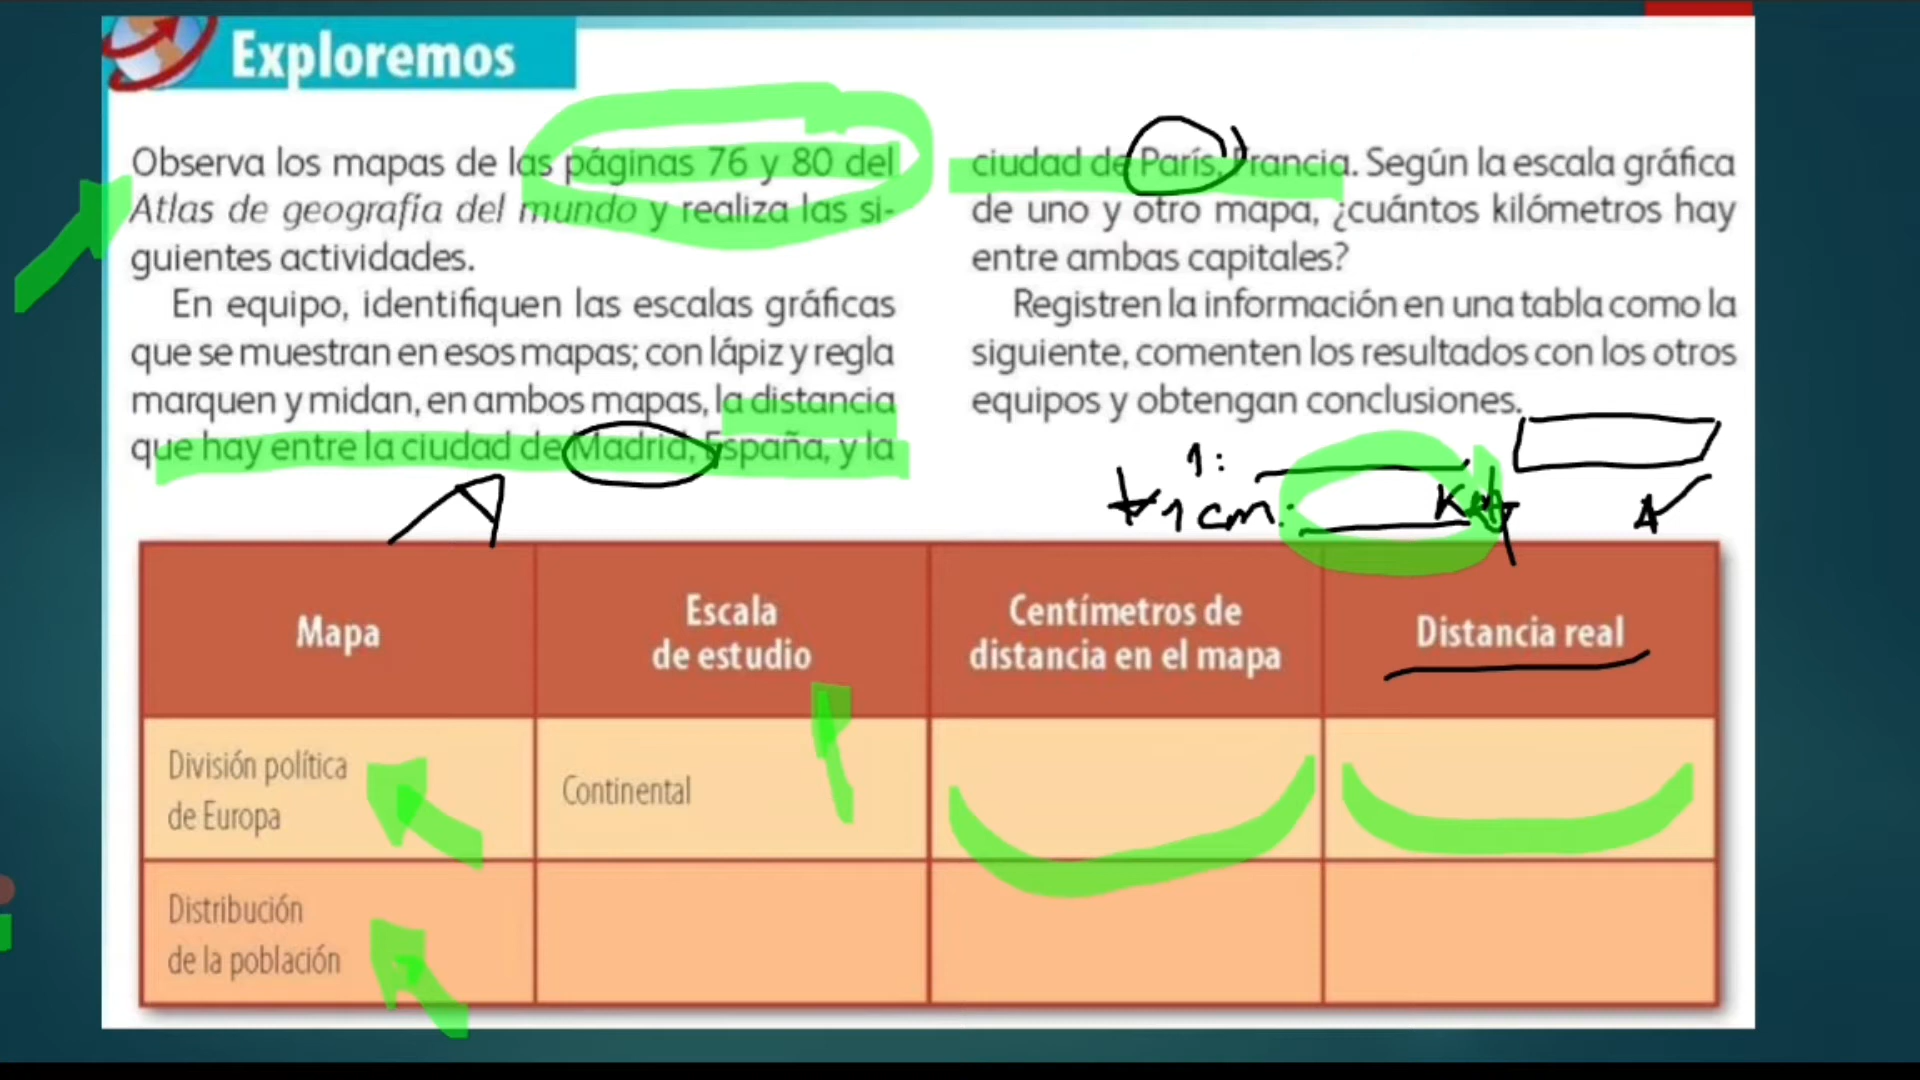 Exploremos
Observa los mapas de las páginas 76 y 80 del
Atlas de geografía del mundo y realiza las si-
guientes actividades.
En equipo, identifiquen las escalas gráficas
que se muestran en esos mapas; con lápiz y regla
marquen y midan, en ambos mapas, la distancia
que hay entre la ciudad de Madrid, España, y la
ciudad de París, Francia. Según la escala gráfica
de uno y otro mapa, ¿cuántos kilómetros hay
entre ambas capitales?
Registren la información en una tabla como la
siguiente, comenten los resultados con los otros
equipos y obtengan conclusiones.
1:
1 cm:
Mapa
Escala
de estudio
Centímetros de
distancia en el mapa
Distancia real
División política
de Europa
Continental
Distribución
de la población